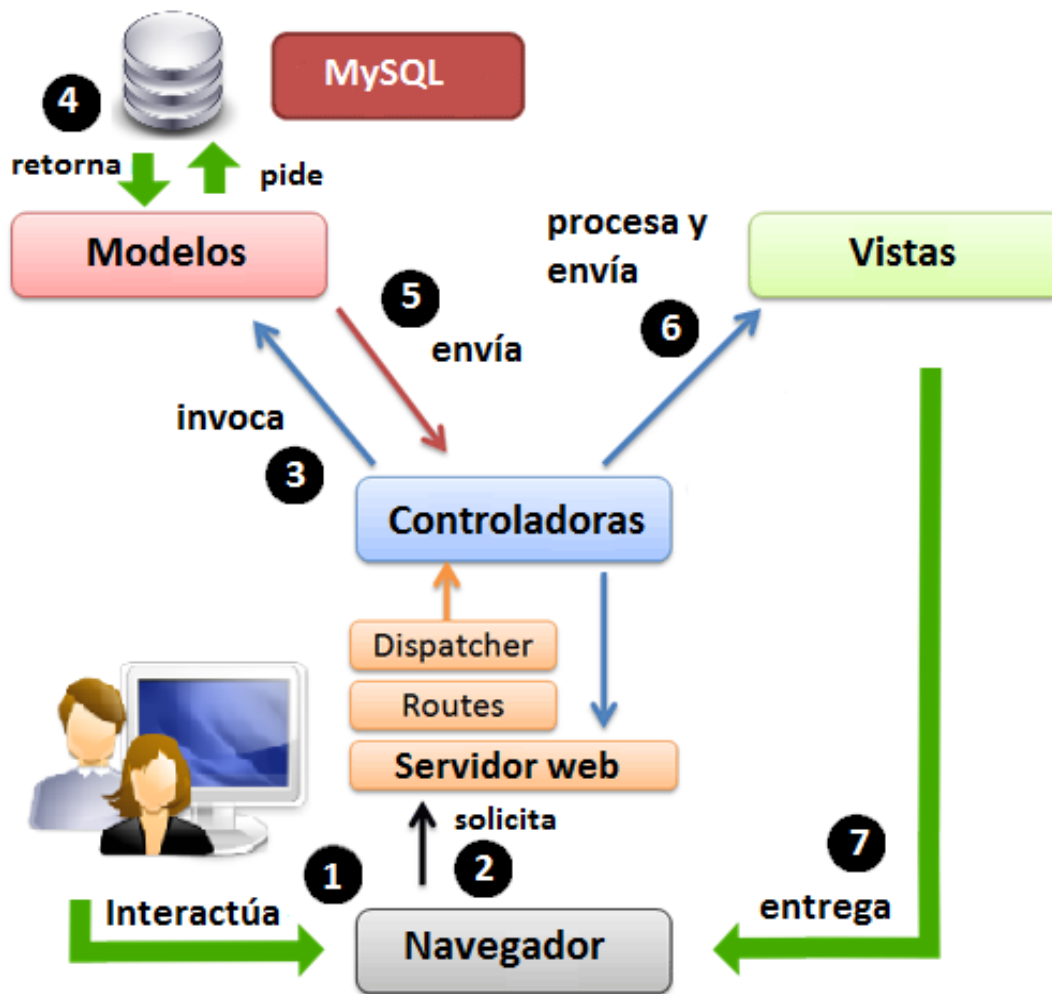 MySQL
4
retorna
pide
Modelos
procesa y
envía
Vistas
5
envía
6
invoca
3
Controladoras
Dispatcher
Routes
Servidor web
solicita
1
2
7
Interactúa
entrega
Navegador